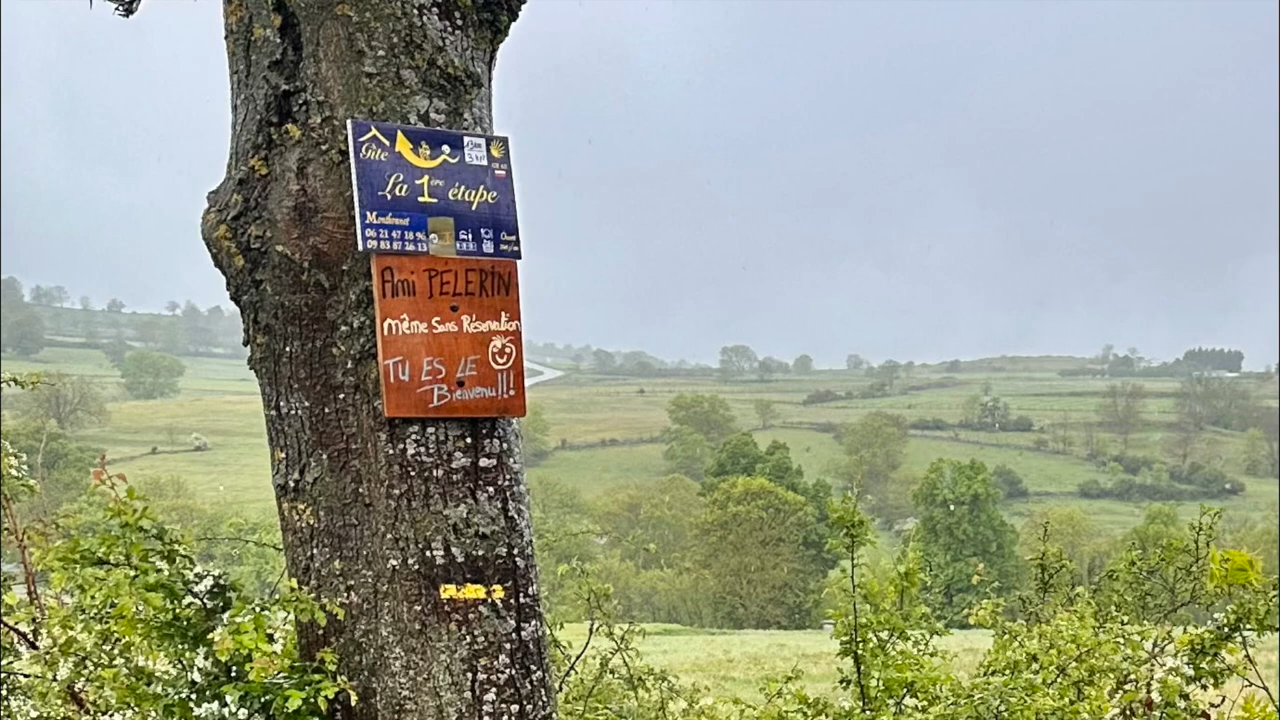 Gîte
La 1ère étape
Montbonnet
06 21 47 18 96
09 83 87 26 13
Ami PÉLERIN
même Sans Réservation
TU ES LE
Bienvenu!!!